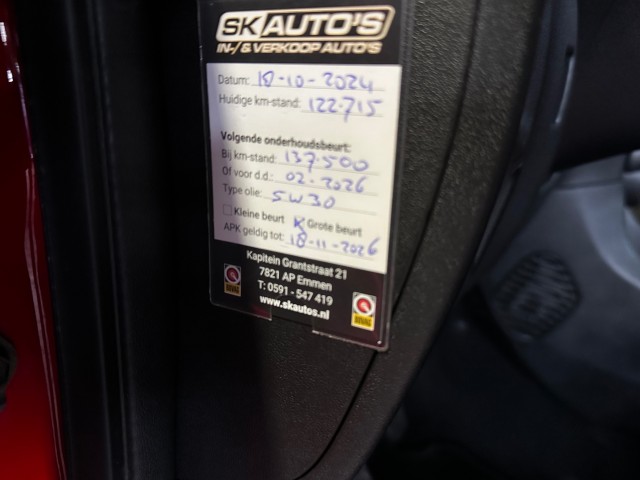 SK AUTO'S
IN-/ & VERKOOP AUTO'S
Datum: 18-10-2024
Huidige km-stand: 122.715
Volgende onderhoudsbeurt:
Bij km-stand: 137.500
Of voor d.d.: 02-2026
Type olie: 5W30
Kleine beurt Grote beurt
APK geldig tot: 18-11-2026
Kapitein Grantstraat 21
7821 AP Emmen
T: 0591 - 547 419
www.skautos.nl
BOVAG
BOVAG